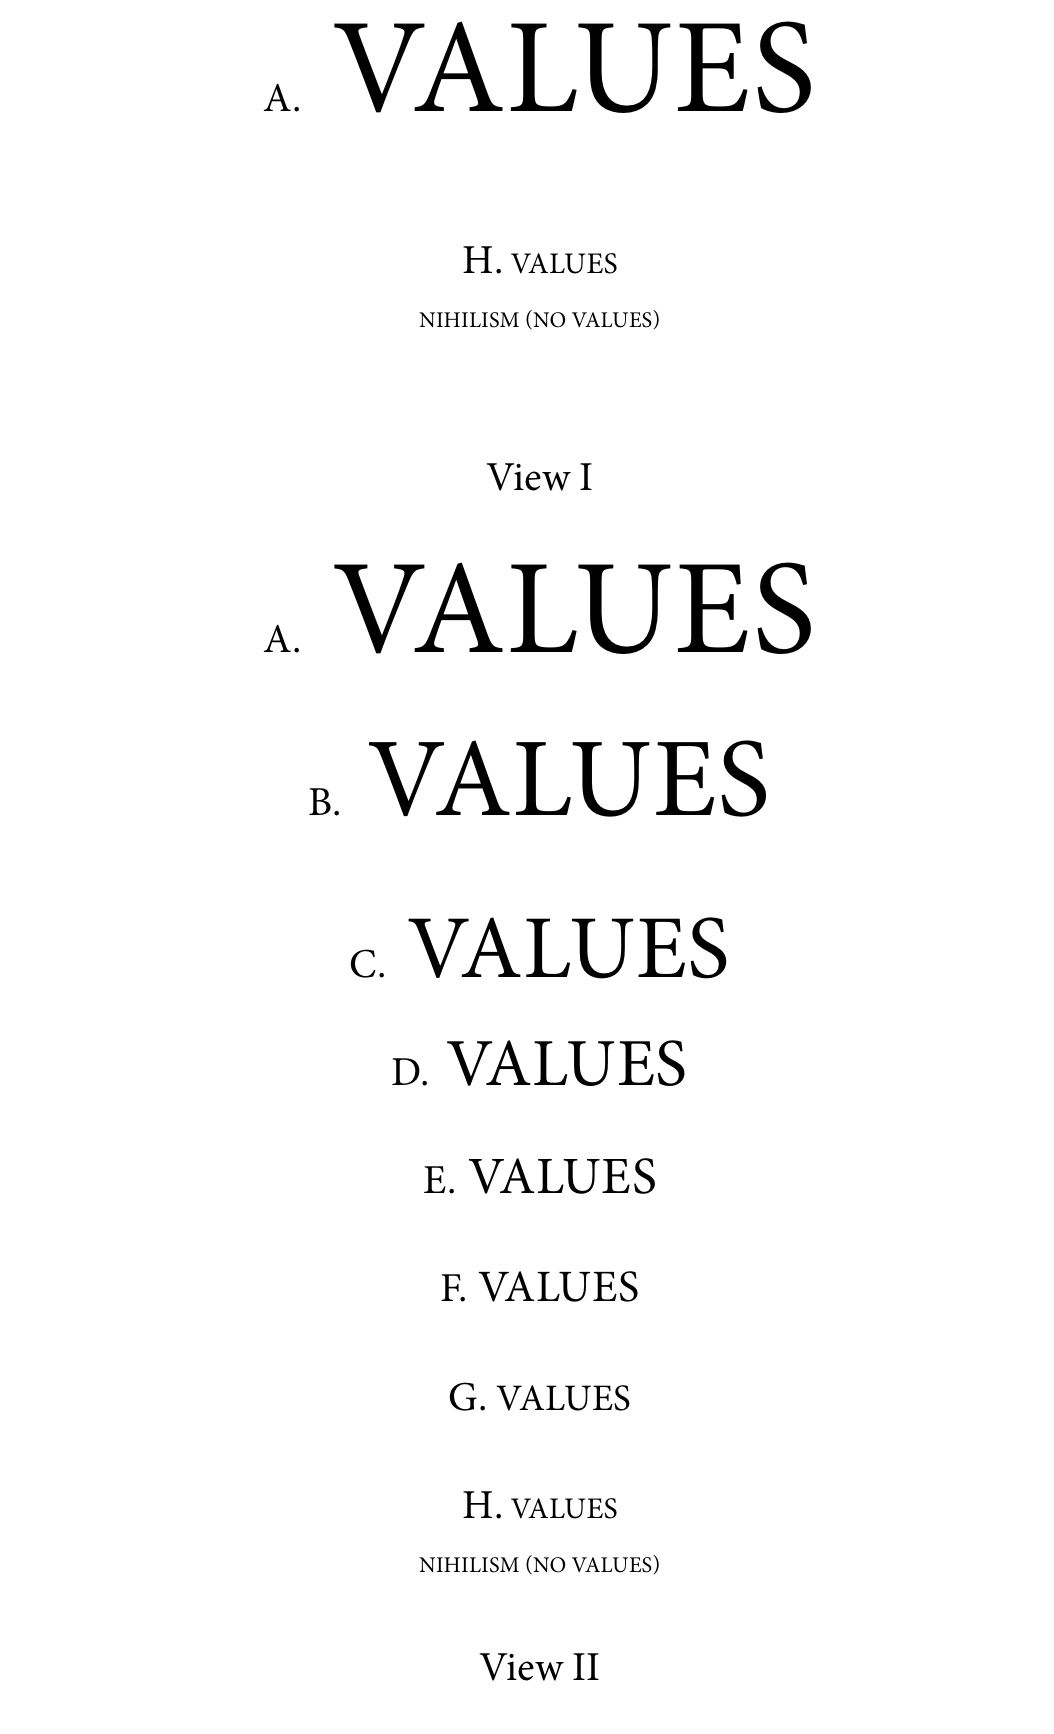 A. VALUES
H. VALUES
NIHILISM (NO VALUES)
View I
A. VALUES
B. VALUES
C. VALUES
D. VALUES
E. VALUES
F. VALUES
G. VALUES
H. VALUES
NIHILISM (NO VALUES)
View II